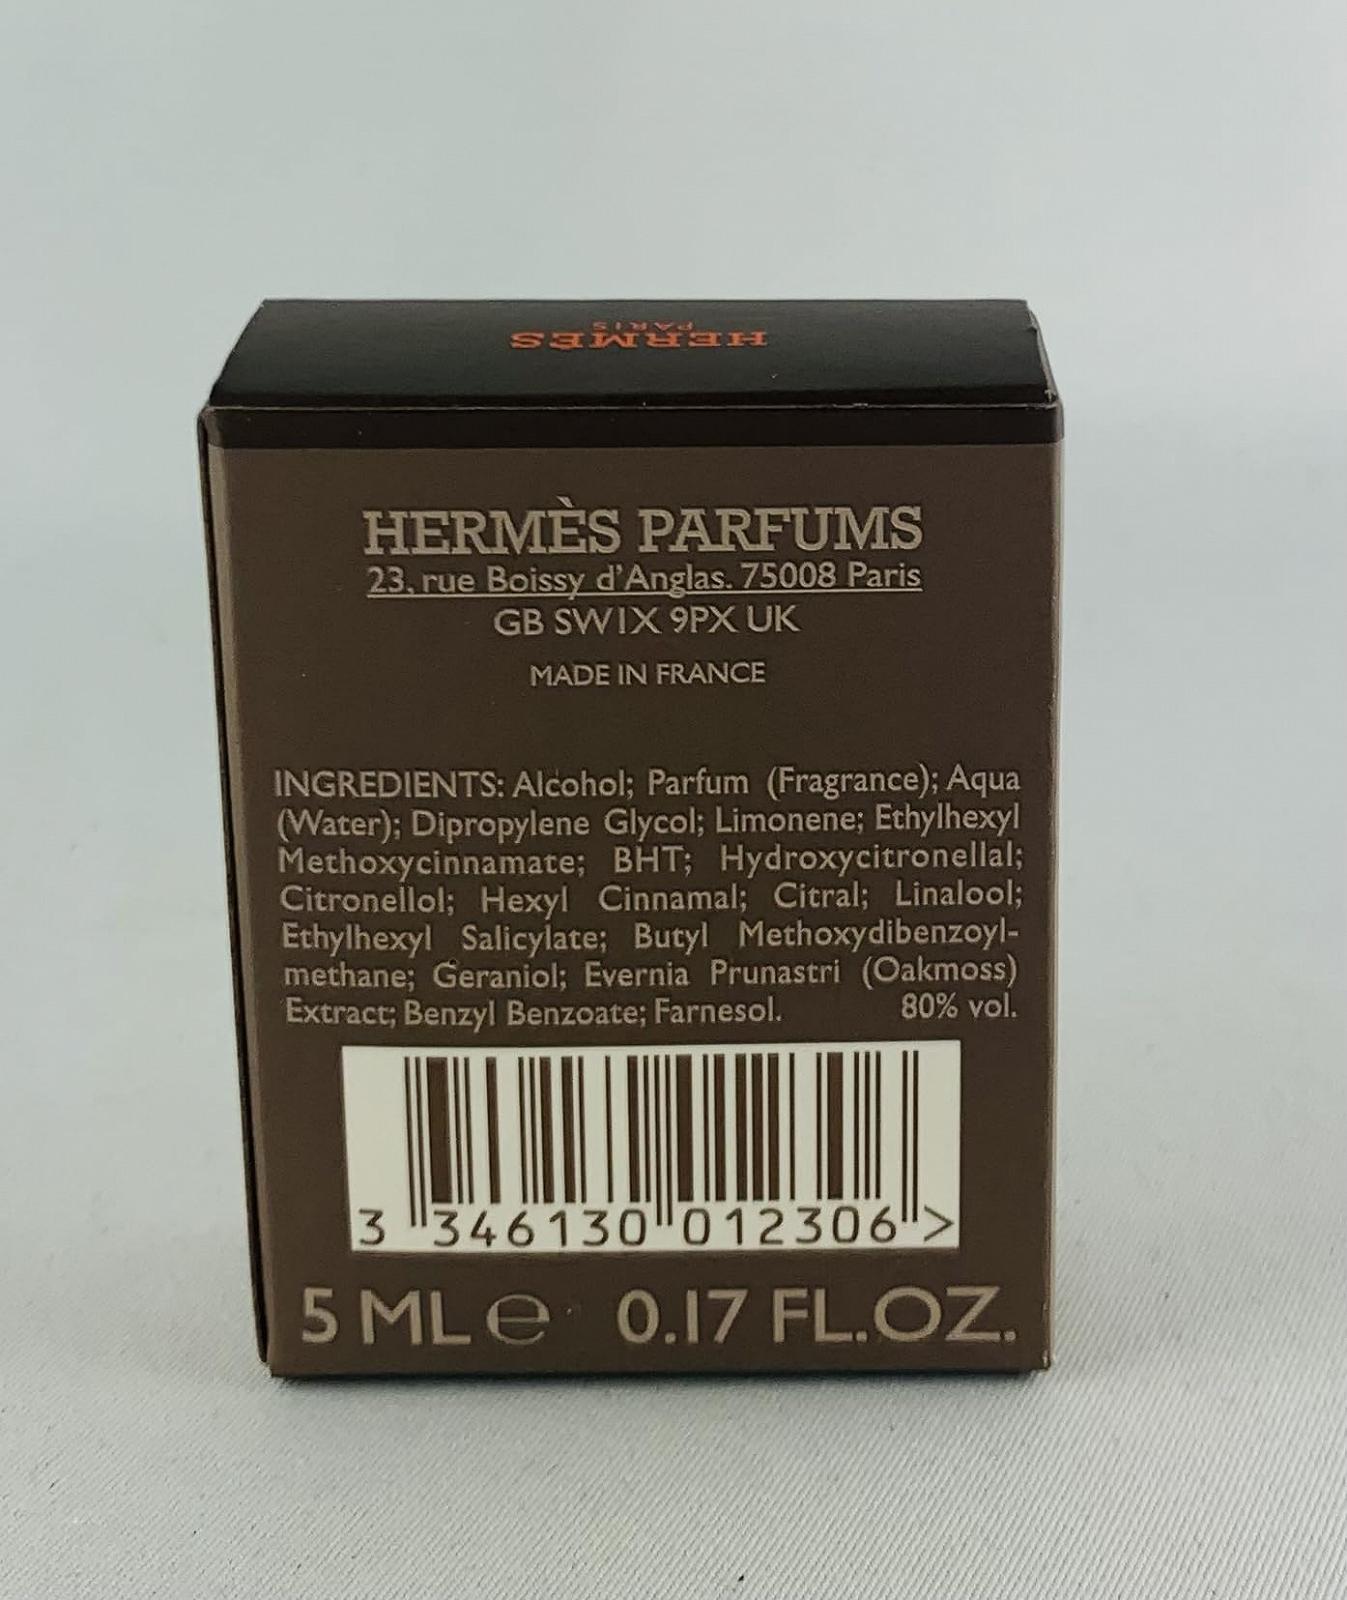 HERMÈS
PARIS
HERMÈS PARFUMS
23, rue Boissy d'Anglas. 75008 Paris
GB SW1X 9PX UK
MADE IN FRANCE
INGREDIENTS: Alcohol; Parfum (Fragrance); Aqua
(Water); Dipropylene Glycol; Limonene; Ethylhexyl
Methoxycinnamate; BHT; Hydroxycitronellal;
Citronellol; Hexyl Cinnamal; Citral; Linalool;
Ethylhexyl Salicylate; Butyl Methoxydibenzoyl-
methane; Geraniol; Evernia Prunastri (Oakmoss)
Extract; Benzyl Benzoate; Farnesol. 80% vol.
3 346130 012306 >
5 ML e 0.17 FL.OZ.